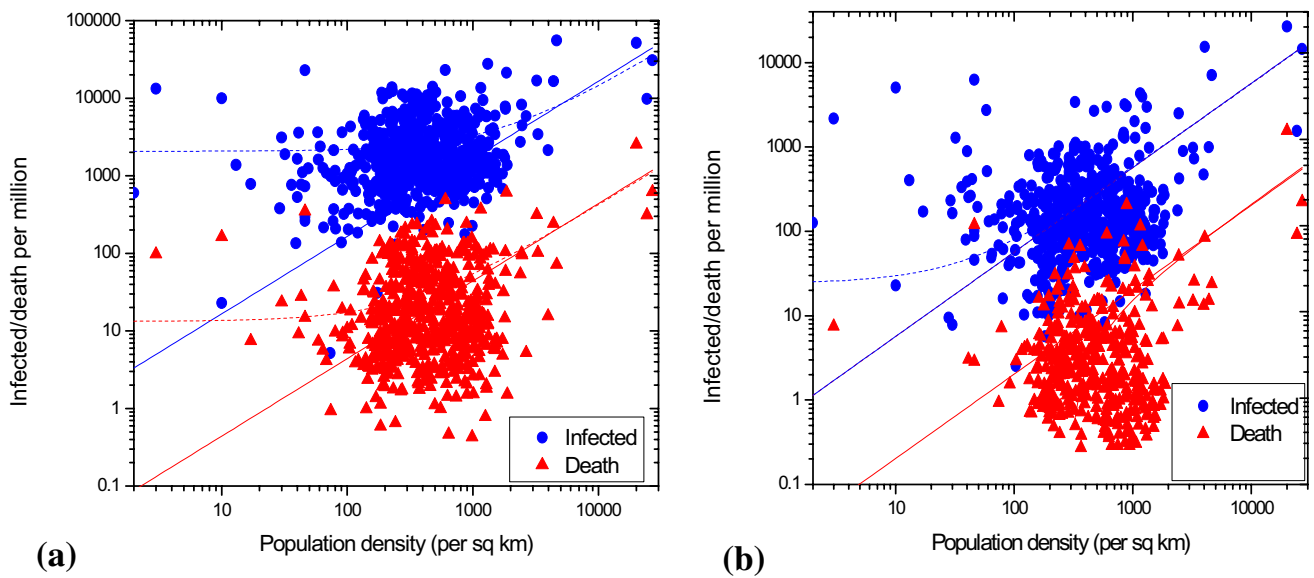 100000
10000
1000
100
10
1
0.1
10
100
1000
10000
Infected/death per million
Population density (per sq km)
Infected
Death
(a)
10000
1000
100
10
1
0.1
10
100
1000
10000
Infected/death per million
Population density (per sq km)
Infected
Death
(b)